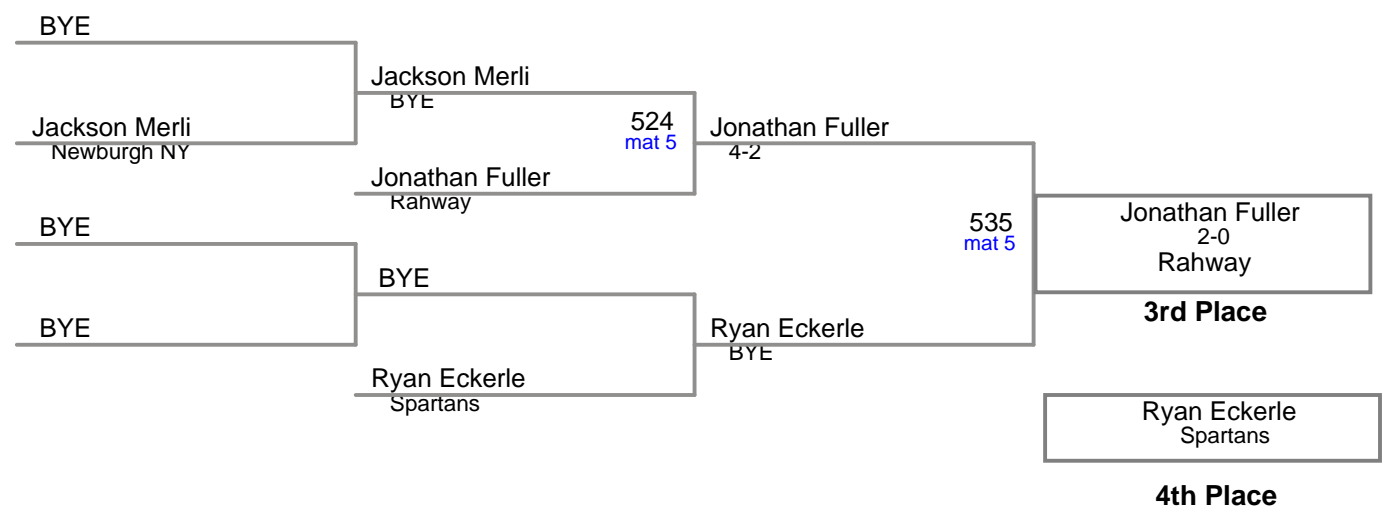 BYE
Jackson Merli
BYE
Jackson Merli
Newburgh NY
524
mat 5
Jonathan Fuller
4-2
Jonathan Fuller
Rahway
BYE
535
mat 5
Jonathan Fuller
2-0
Rahway
BYE
3rd Place
BYE
Ryan Eckerle
BYE
Ryan Eckerle
Spartans
Ryan Eckerle
Spartans
4th Place